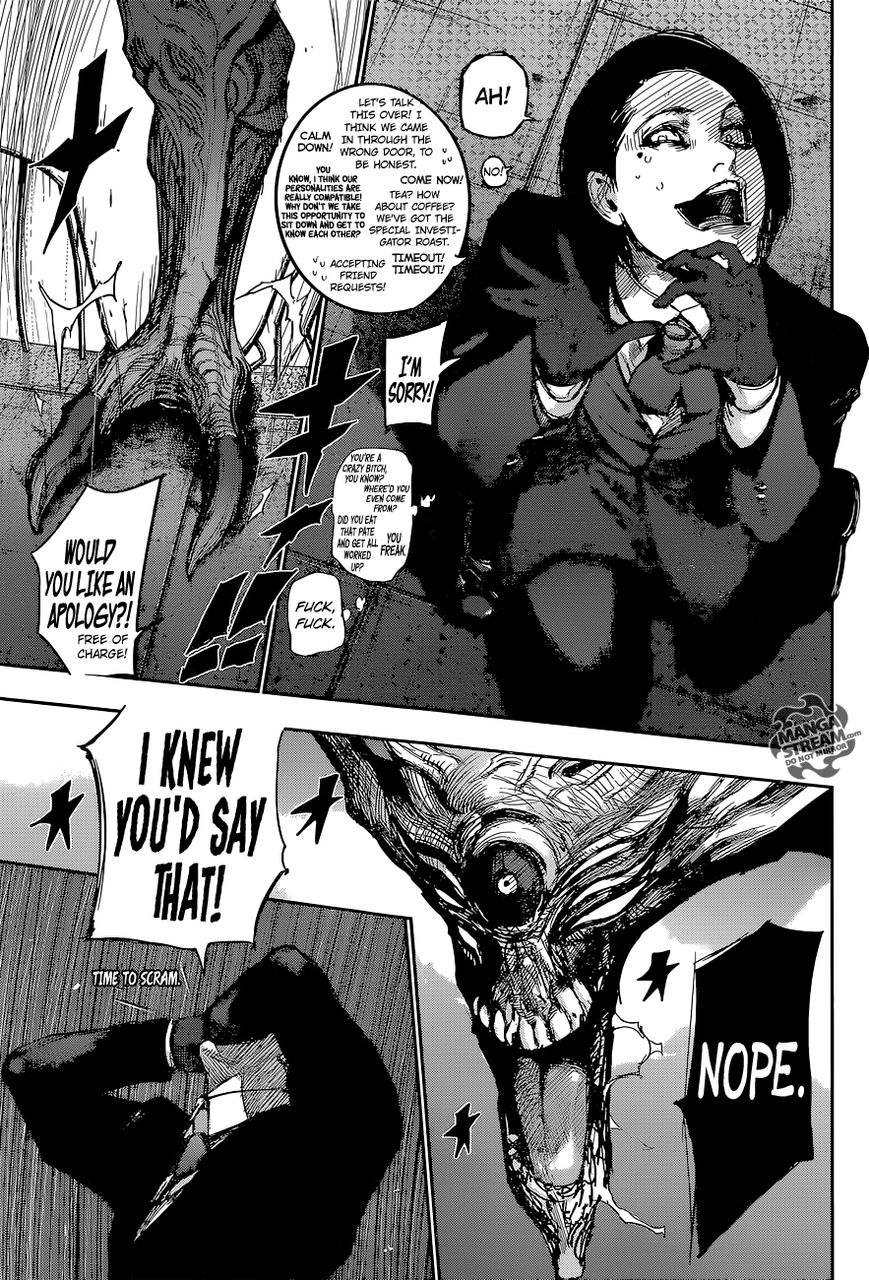 AH!
NO!
LET'S TALK
THIS OVER! I
THINK WE CAME
IN THROUGH THE
WRONG DOOR, TO
BE HONEST.
CALM
DOWN!
COME NOW!
TEA? HOW
ABOUT COFFEE?
WE'VE GOT THE
SPECIAL INVESTI-
GATOR ROAST.
YOU
KNOW, I THINK OUR
PERSONALITIES ARE
REALLY COMPATIBLE!
WHY DON'T WE TAKE
THIS OPPORTUNITY TO
SIT DOWN AND GET TO
KNOW EACH OTHER?
TIMEOUT!
TIMEOUT!
ACCEPTING
FRIEND
REQUESTS!
I'M
SORRY!
YOU'RE A
CRAZY BITCH,
YOU KNOW?
WHERE'D YOU
EVEN COME
FROM?
DID YOU EAT
THAT PATE
AND GET ALL
WORKED
UP?
YOU
FREAK.
FUCK,
FUCK.
WOULD
YOU LIKE AN
APOLOGY?!
FREE OF
CHARGE!
MANGA
STREAM.com
DO NOT MIRROR
NOPE.
I KNEW
YOU'D SAY
THAT!
TIME TO SCRAM.